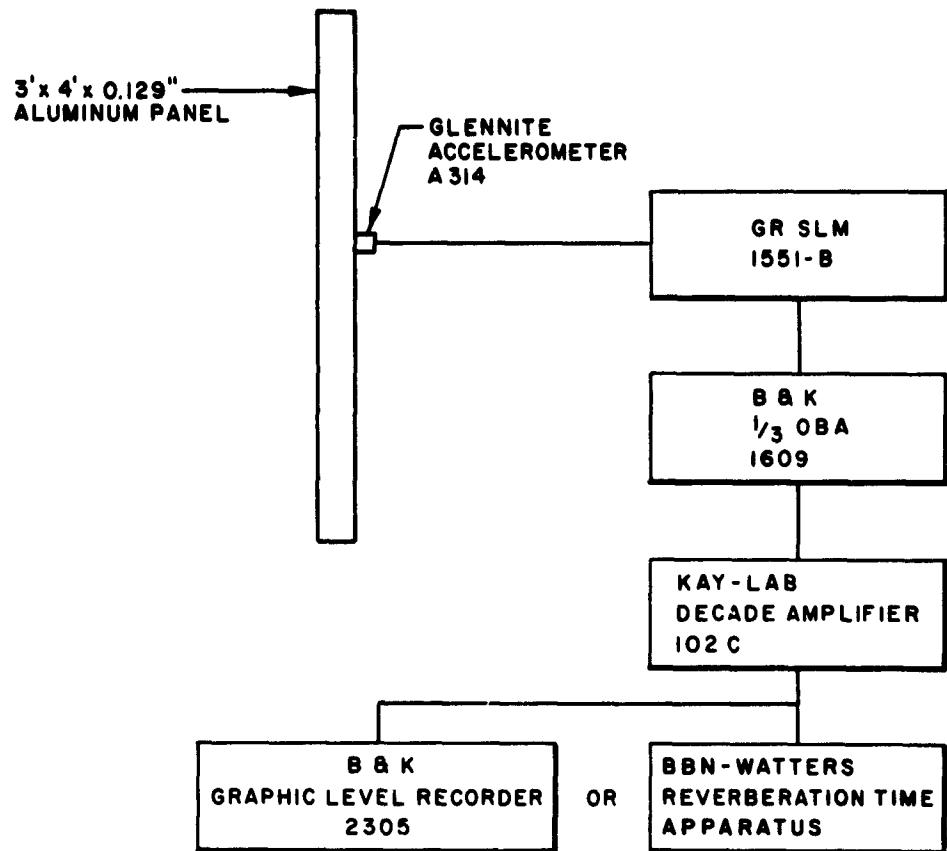 3'x 4'x 0.129"
ALUMINUM PANEL
GLENNITE
ACCELEROMETER
A 314
GR SLM
1551-B
B & K
1/3 OBA
1609
KAY-LAB
DECADE AMPLIFIER
102 C
B & K
GRAPHIC LEVEL RECORDER
2305
OR
BBN-WATTERS
REVERBERATION TIME
APPARATUS